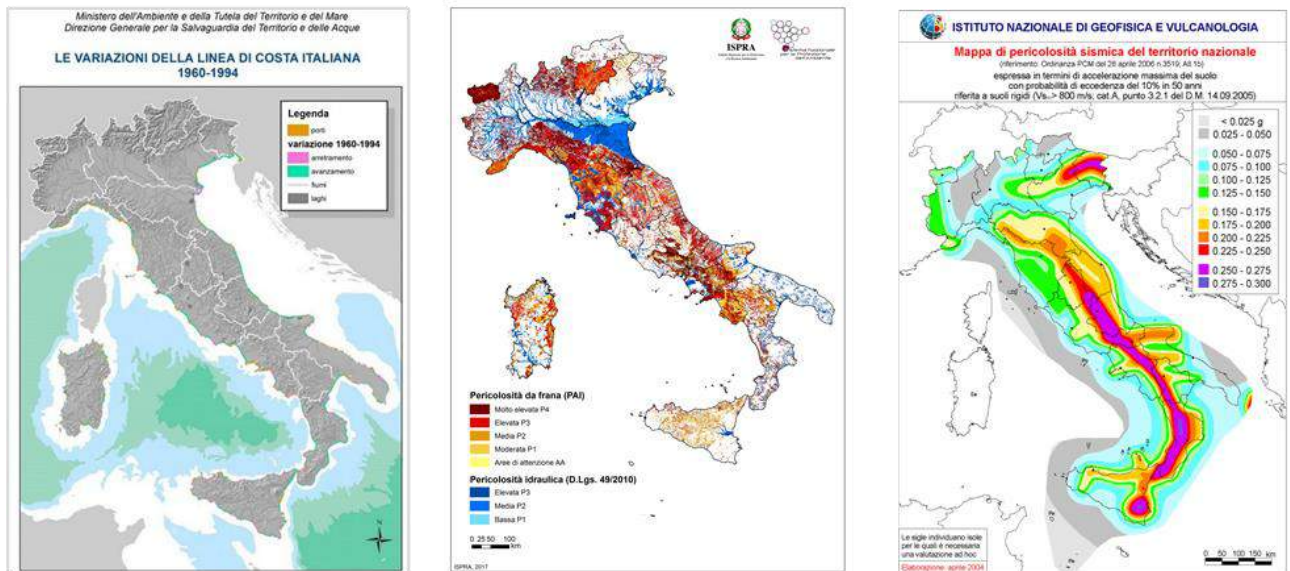 Ministero dell'Ambiente e della Tutela del Territorio e del Mare
Direzione Generale per la Salvaguardia del Territorio e delle Acque
LE VARIAZIONI DELLA LINEA DI COSTA ITALIANA
1960-1994
Legenda
porti
variazione 1960-1994
arretramento
avanzamento
fiumi
laghi
N
ISPRA
Pericolosità da frana (PAI)
Molto elevata P4
Elevata P3
Media P2
Moderata P1
Aree di attenzione AA
Pericolosità idraulica (D.Lgs. 49/2010)
Elevata P3
Media P2
Bassa P1
0 25 50 100
km
ISPRA, 2017
ISTITUTO NAZIONALE DI GEOFISICA E VULCANOLOGIA
Mappa di pericolosità sismica del territorio nazionale
(riferimento: Ordinanza PCM del 28 aprile 2006 n.3519, All.1b)
espressa in termini di accelerazione massima del suolo
con probabilità di eccedenza del 10% in 50 anni
riferita a suoli rigidi (Vs > 800 m/s; cat.A, punto 3.2.1 del D.M. 14.09.2005)
< 0.025 g
0.025 - 0.050
0.050 - 0.075
0.075 - 0.100
0.100 - 0.125
0.125 - 0.150
0.150 - 0.175
0.175 - 0.200
0.200 - 0.225
0.225 - 0.250
0.250 - 0.275
0.275 - 0.300
Le sigle individuano isole
per le quali è necessaria
una valutazione ad hoc
Elaborazione: aprile 2004
0 50 100 150 km